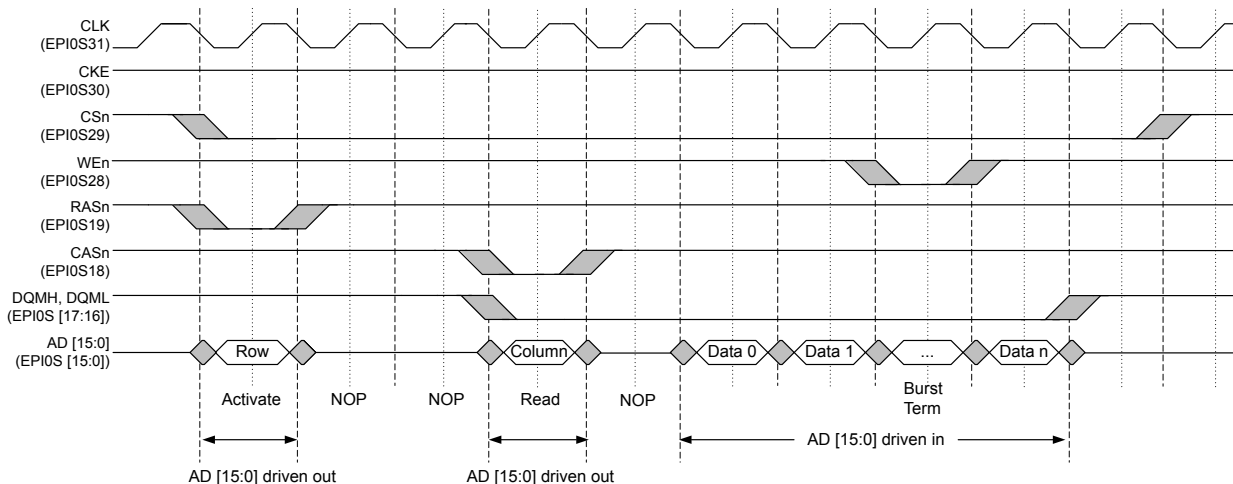 CLK
(EPI0S31)
CKE
(EPI0S30)
CSn
(EPI0S29)
WEn
(EPI0S28)
RASn
(EPI0S19)
CASn
(EPI0S18)
DQMH, DQML
(EPI0S [17:16])
AD [15:0]
(EPI0S [15:0])
Row
Column
Data 0
Data 1
...
Data n
Activate
NOP
NOP
Read
NOP
Burst
Term
AD [15:0] driven in
AD [15:0] driven out
AD [15:0] driven out